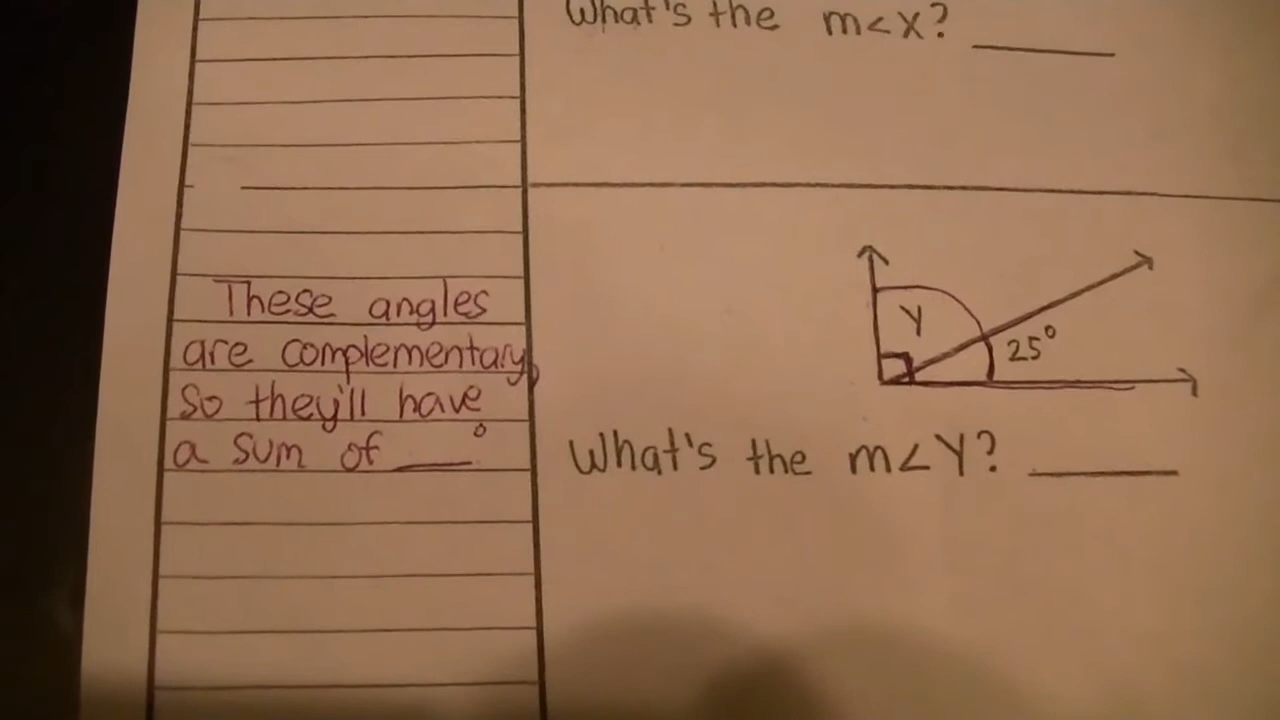 What's the m<X? ____
These angles
are complementary,
so they'll have
a sum of ___°
Y
25°
What's the m<Y? ____